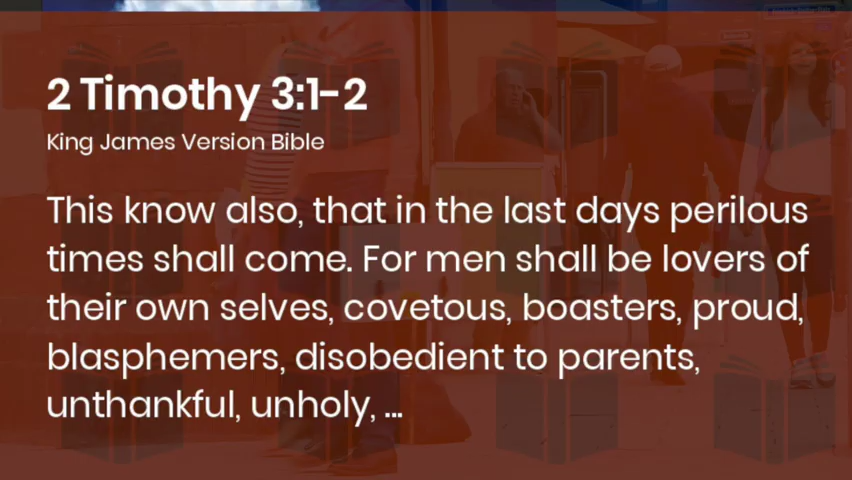 2 Timothy 3:1-2
King James Version Bible
This know also, that in the last days perilous
times shall come. For men shall be lovers of
their own selves, covetous, boasters, proud,
blasphemers, disobedient to parents,
unthankful, unholy, ...